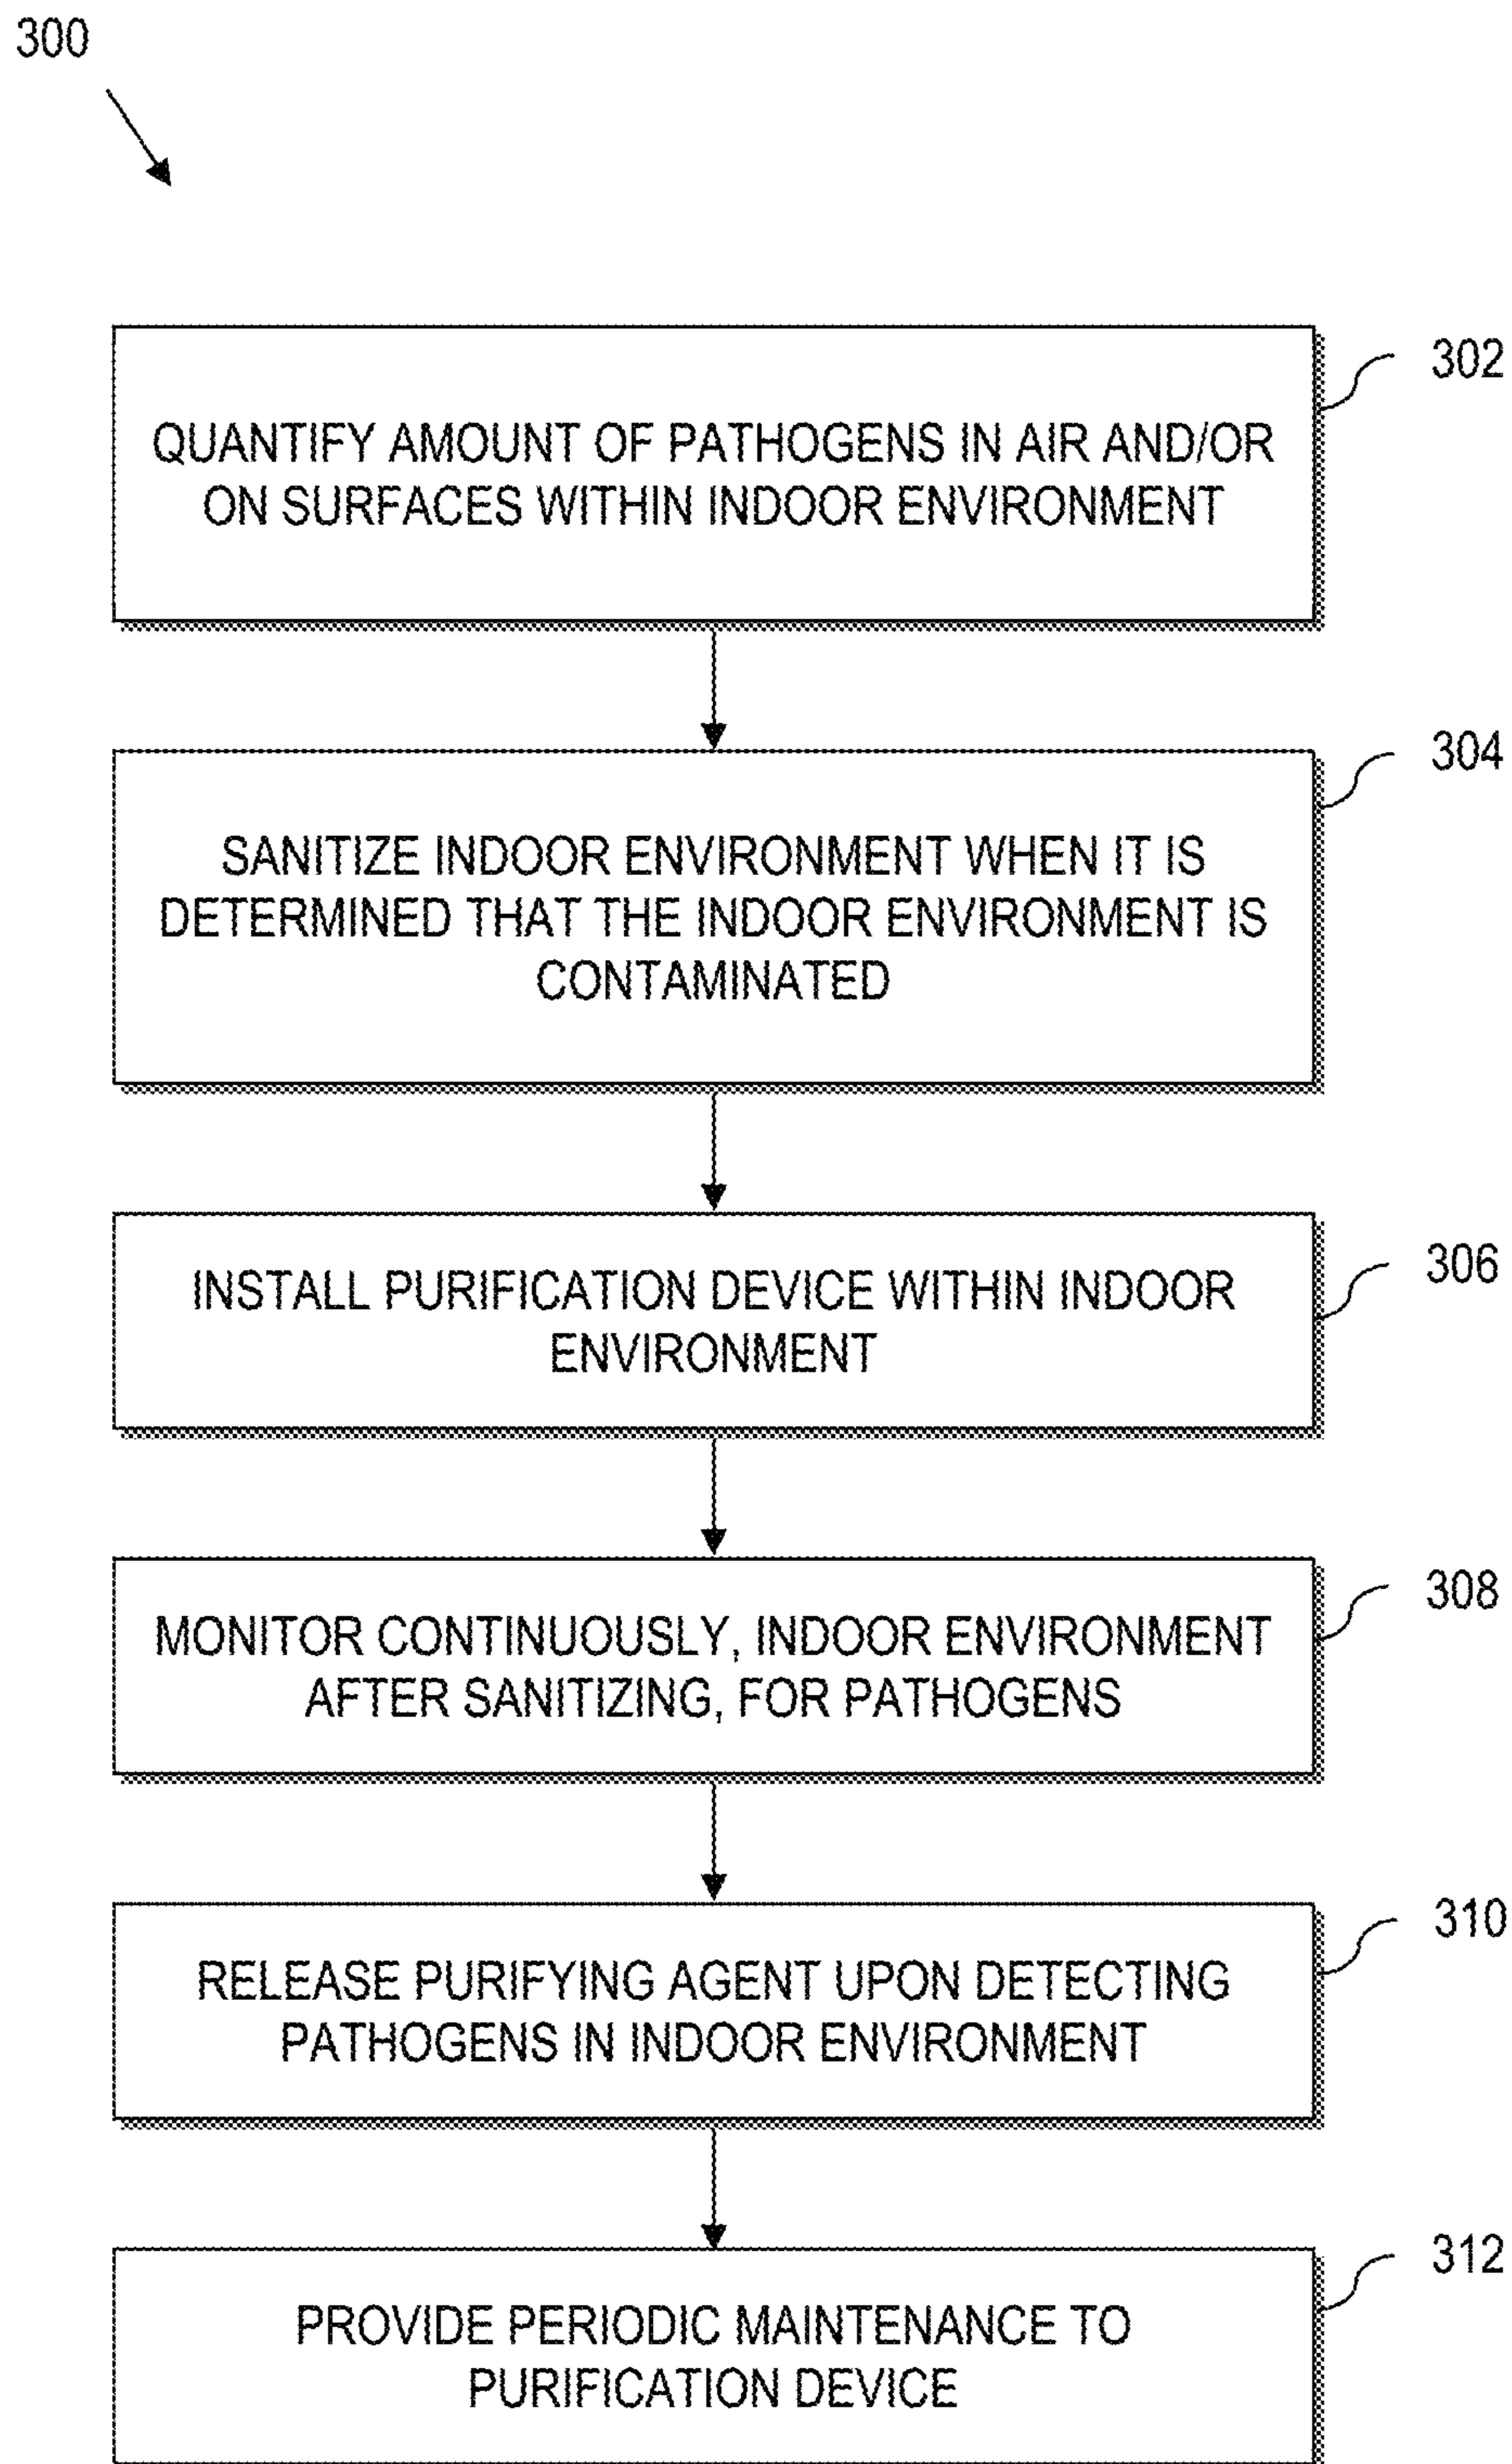 300
302
QUANTIFY AMOUNT OF PATHOGENS IN AIR AND/OR
ON SURFACES WITHIN INDOOR ENVIRONMENT
304
SANITIZE INDOOR ENVIRONMENT WHEN IT IS
DETERMINED THAT THE INDOOR ENVIRONMENT IS
CONTAMINATED
306
INSTALL PURIFICATION DEVICE WITHIN INDOOR
ENVIRONMENT
308
MONITOR CONTINUOUSLY, INDOOR ENVIRONMENT
AFTER SANITIZING, FOR PATHOGENS
310
RELEASE PURIFYING AGENT UPON DETECTING
PATHOGENS IN INDOOR ENVIRONMENT
312
PROVIDE PERIODIC MAINTENANCE TO
PURIFICATION DEVICE